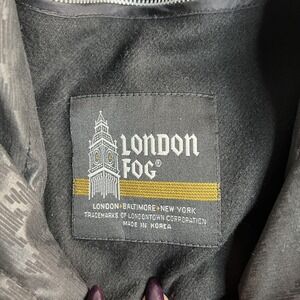 LONDON
FOG®
LONDON•BALTIMORE•NEW YORK
TRADEMARKS OF LONDONTOWN CORPORATION
MADE IN KOREA